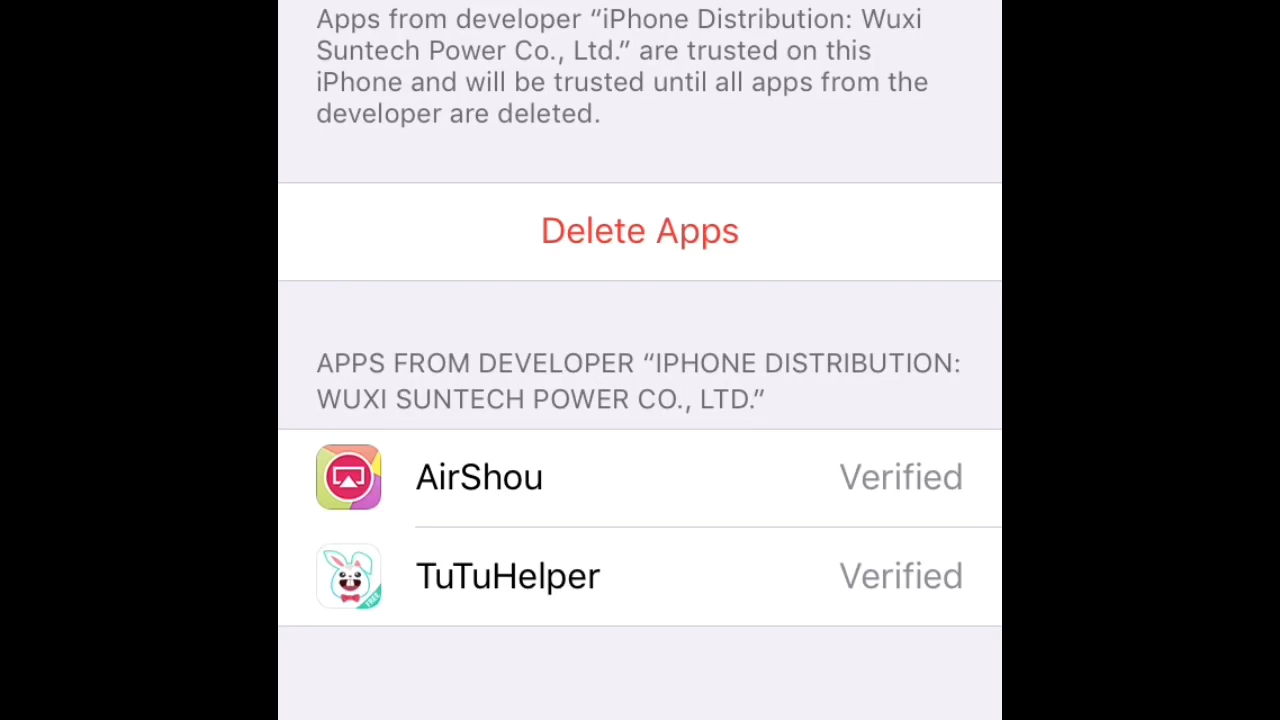 Apps from developer “iPhone Distribution: Wuxi
Suntech Power Co., Ltd.” are trusted on this
iPhone and will be trusted until all apps from the
developer are deleted.
Delete Apps
APPS FROM DEVELOPER “IPHONE DISTRIBUTION:
WUXI SUNTECH POWER CO., LTD.”
AirShou Verified
TuTuHelper Verified
FREE